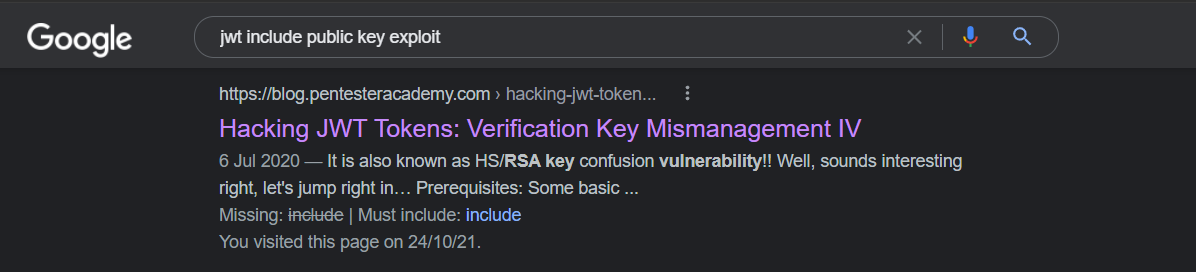 Google
jwt include public key exploit
https://blog.pentesteracademy.com › hacking-jwt-token...
Hacking JWT Tokens: Verification Key Mismanagement IV
6 Jul 2020 — It is also known as HS/RSA key confusion vulnerability!! Well, sounds interesting
right, let's jump right in… Prerequisites: Some basic ...
Missing: include | Must include: include
You visited this page on 24/10/21.